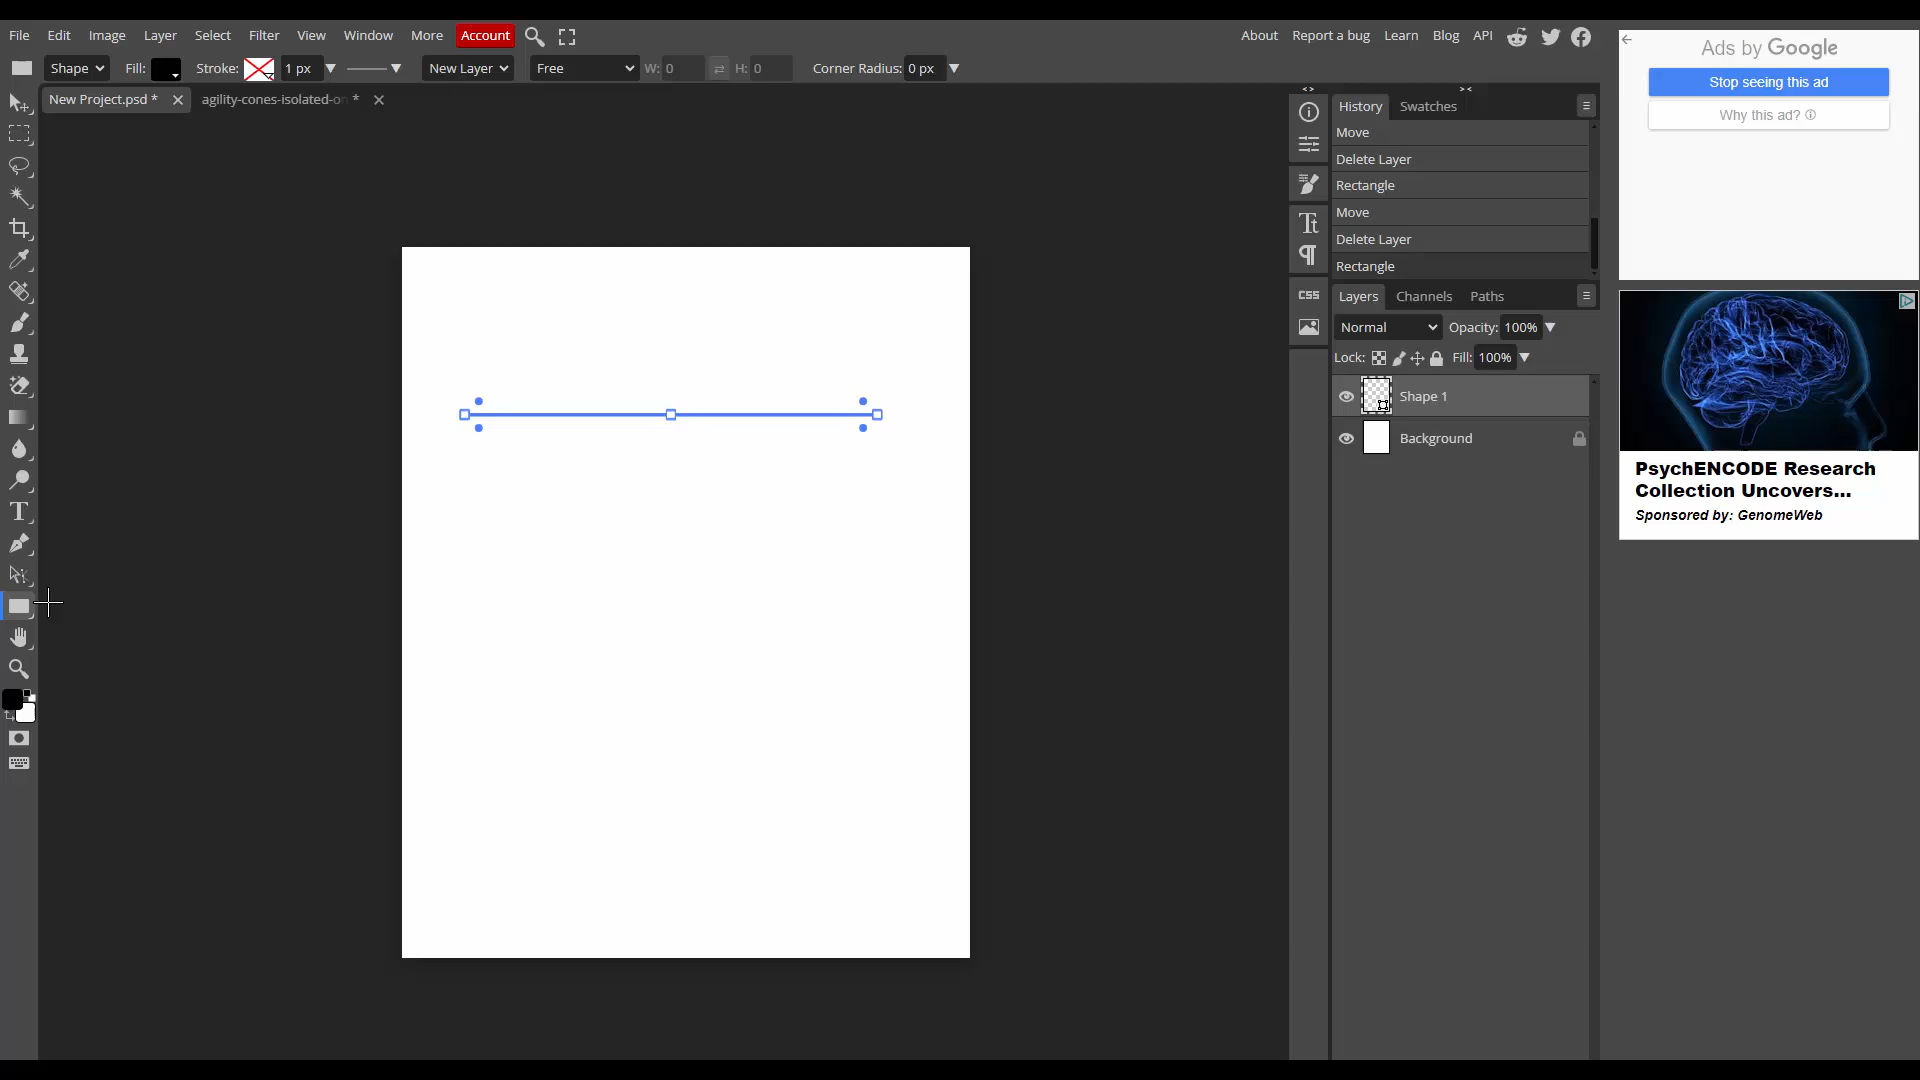 File Edit Image Layer Select Filter View Window More Account About Report a bug Learn Blog API
Shape Fill: Stroke: 1 px New Layer Free W: 0 H: 0 Corner Radius: 0 px
New Project.psd * agility-cones-isolated-on *
Ads by Google
Stop seeing this ad
Why this ad?
History Swatches
Move
Delete Layer
Rectangle
Move
Delete Layer
Rectangle
Tt
CSS
Layers Channels Paths
Normal Opacity: 100%
Lock: Fill: 100%
Shape 1
Background
T
PsychENCODE Research
Collection Uncovers...
Sponsored by: GenomeWeb